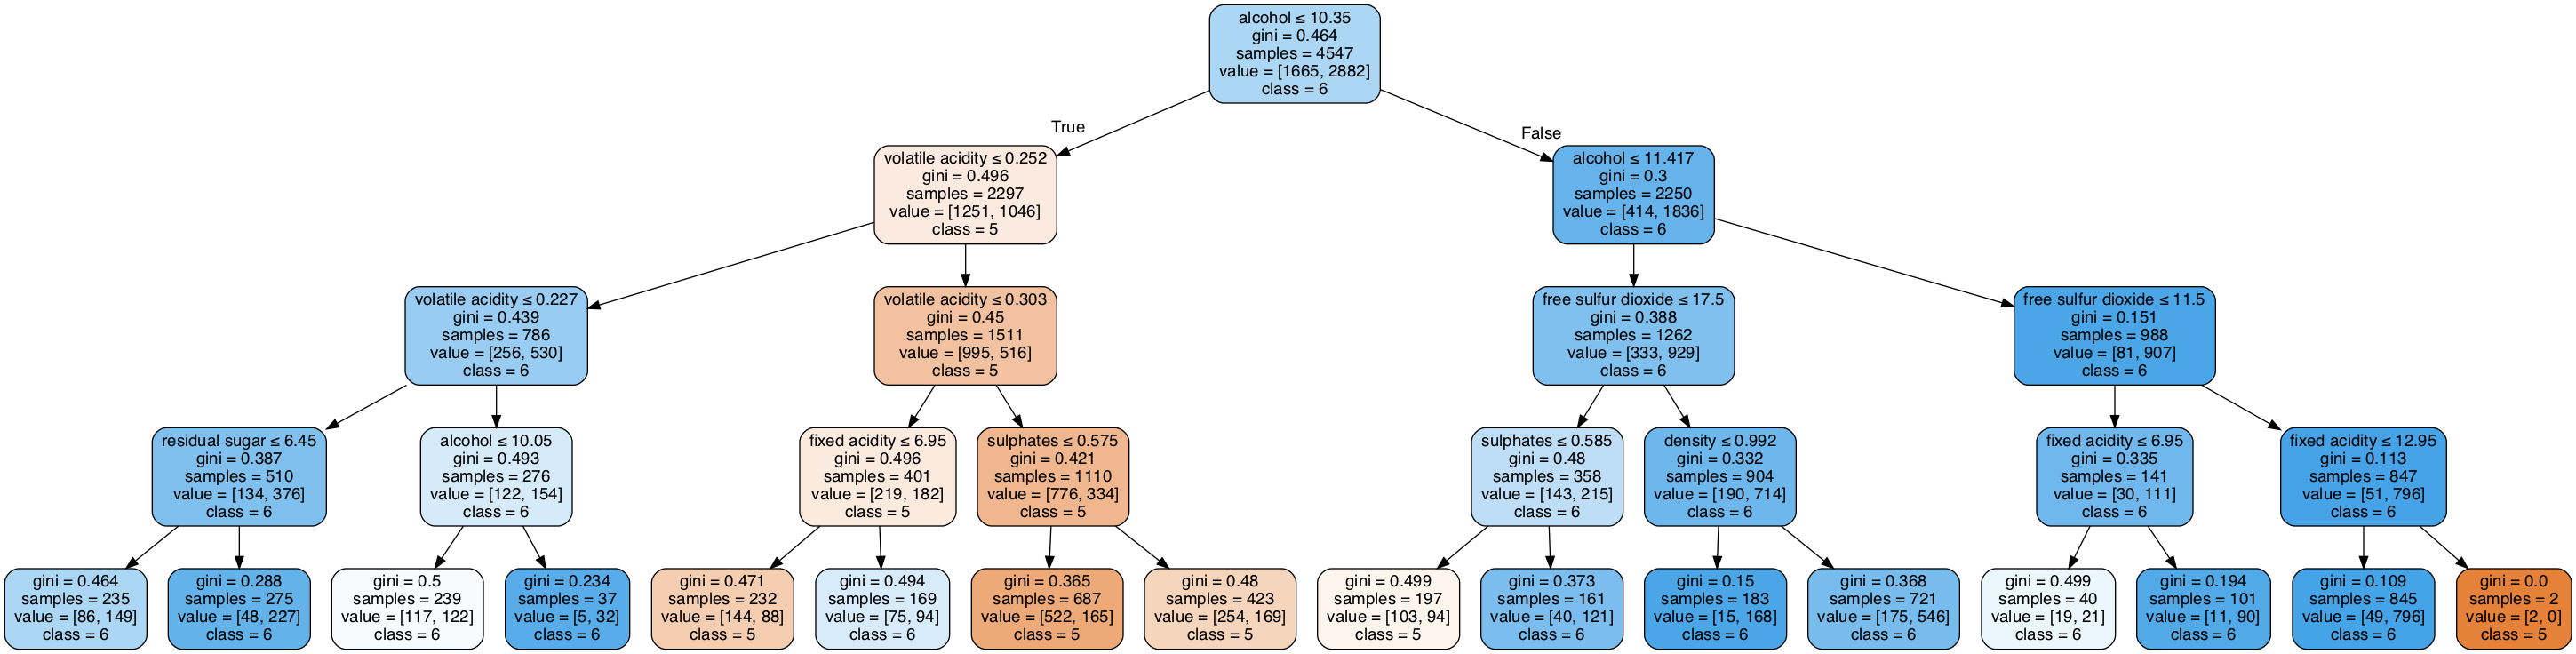 alcohol ≤ 10.35
gini = 0.464
samples = 4547
value = [1665, 2882]
class = 6
True
False
volatile acidity ≤ 0.252
gini = 0.496
samples = 2297
value = [1251, 1046]
class = 5
alcohol ≤ 11.417
gini = 0.3
samples = 2250
value = [414, 1836]
class = 6
volatile acidity ≤ 0.227
gini = 0.439
samples = 786
value = [256, 530]
class = 6
volatile acidity ≤ 0.303
gini = 0.45
samples = 1511
value = [995, 516]
class = 5
free sulfur dioxide ≤ 17.5
gini = 0.388
samples = 1262
value = [333, 929]
class = 6
free sulfur dioxide ≤ 11.5
gini = 0.151
samples = 988
value = [81, 907]
class = 6
residual sugar ≤ 6.45
gini = 0.387
samples = 510
value = [134, 376]
class = 6
alcohol ≤ 10.05
gini = 0.493
samples = 276
value = [122, 154]
class = 6
fixed acidity ≤ 6.95
gini = 0.496
samples = 401
value = [219, 182]
class = 5
sulphates ≤ 0.575
gini = 0.421
samples = 1110
value = [776, 334]
class = 5
sulphates ≤ 0.585
gini = 0.48
samples = 358
value = [143, 215]
class = 6
density ≤ 0.992
gini = 0.332
samples = 904
value = [190, 714]
class = 6
fixed acidity ≤ 6.95
gini = 0.335
samples = 141
value = [30, 111]
class = 6
fixed acidity ≤ 12.95
gini = 0.113
samples = 847
value = [51, 796]
class = 6
gini = 0.464
samples = 235
value = [86, 149]
class = 6
gini = 0.288
samples = 275
value = [48, 227]
class = 6
gini = 0.5
samples = 239
value = [117, 122]
class = 6
gini = 0.234
samples = 37
value = [5, 32]
class = 6
gini = 0.471
samples = 232
value = [144, 88]
class = 5
gini = 0.494
samples = 169
value = [75, 94]
class = 6
gini = 0.365
samples = 687
value = [522, 165]
class = 5
gini = 0.48
samples = 423
value = [254, 169]
class = 5
gini = 0.499
samples = 197
value = [103, 94]
class = 5
gini = 0.373
samples = 161
value = [40, 121]
class = 6
gini = 0.15
samples = 183
value = [15, 168]
class = 6
gini = 0.368
samples = 721
value = [175, 546]
class = 6
gini = 0.499
samples = 40
value = [19, 21]
class = 6
gini = 0.194
samples = 101
value = [11, 90]
class = 6
gini = 0.109
samples = 845
value = [49, 796]
class = 6
gini = 0.0
samples = 2
value = [2, 0]
class = 5